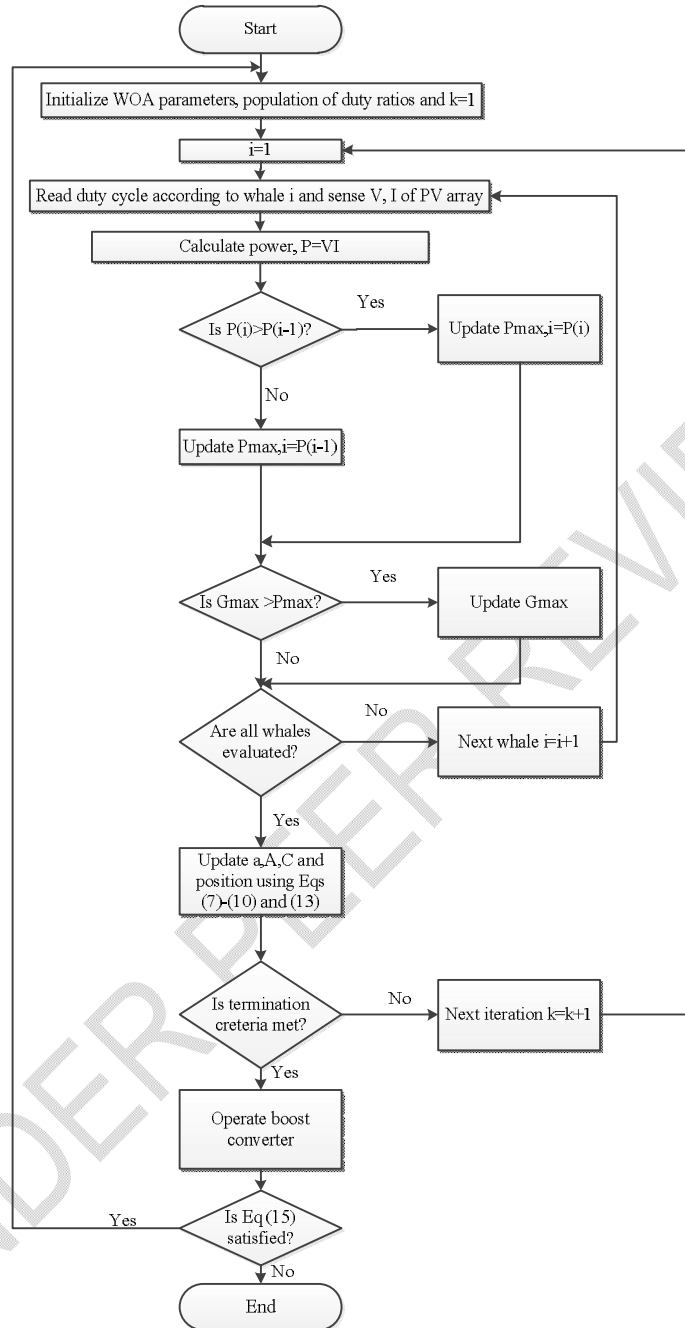 Start
Initialize WOA parameters, population of duty ratios and k=1
i=1
Read duty cycle according to whale i and sense V, I of PV array
Calculate power, P=VI
Is P(i)>P(i-1)?
Yes
Update Pmax,i=P(i)
No
Update Pmax,i=P(i-1)
Is Gmax >Pmax?
Yes
Update Gmax
No
Are all whales
evaluated?
No
Next whale i=i+1
Yes
Update a,A,C and
position using Eqs
(7)-(10) and (13)
Is termination
creteria met?
No
Next iteration k=k+1
Yes
Operate boost
converter
Is Eq (15)
satisfied?
Yes
No
End
NDER PEER REVIE